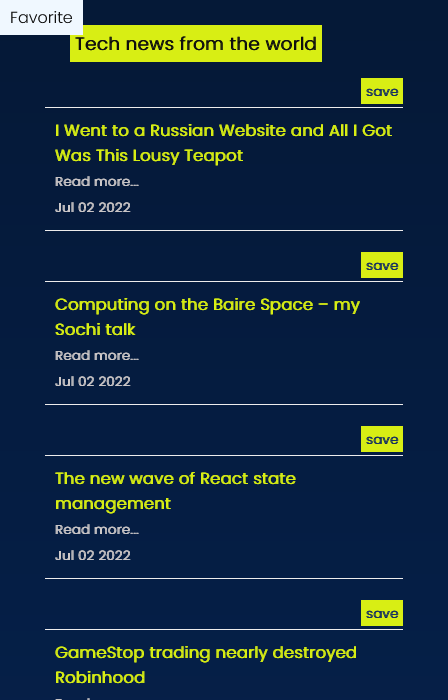 Favorite
Tech news from the world
save
I Went to a Russian Website and All I Got
Was This Lousy Teapot
Read more...
Jul 02 2022
save
Computing on the Baire Space – my
Sochi talk
Read more...
Jul 02 2022
save
The new wave of React state
management
Read more...
Jul 02 2022
save
GameStop trading nearly destroyed
Robinhood